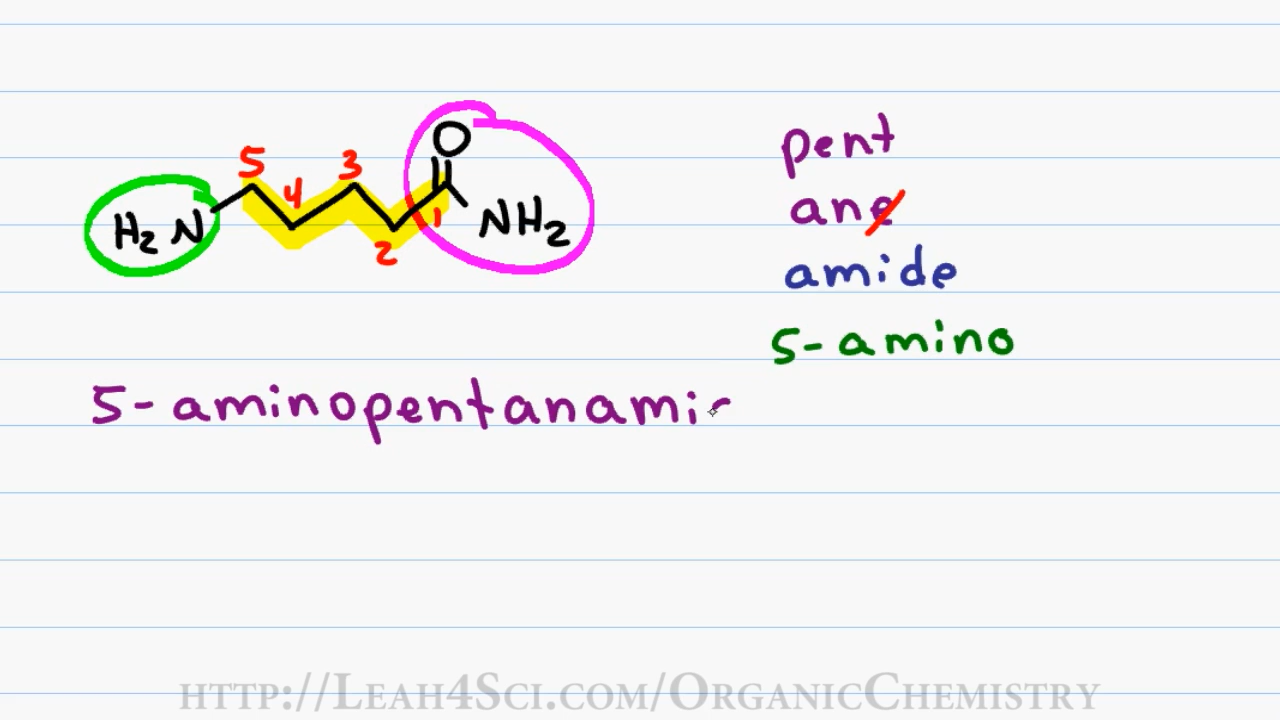 O
5 4 3 2 1
H2N NH2
pent
ane
amide
5-amino
5-aminopentanami
HTTP://LEAH4SCI.COM/ORGANICCHEMISTRY